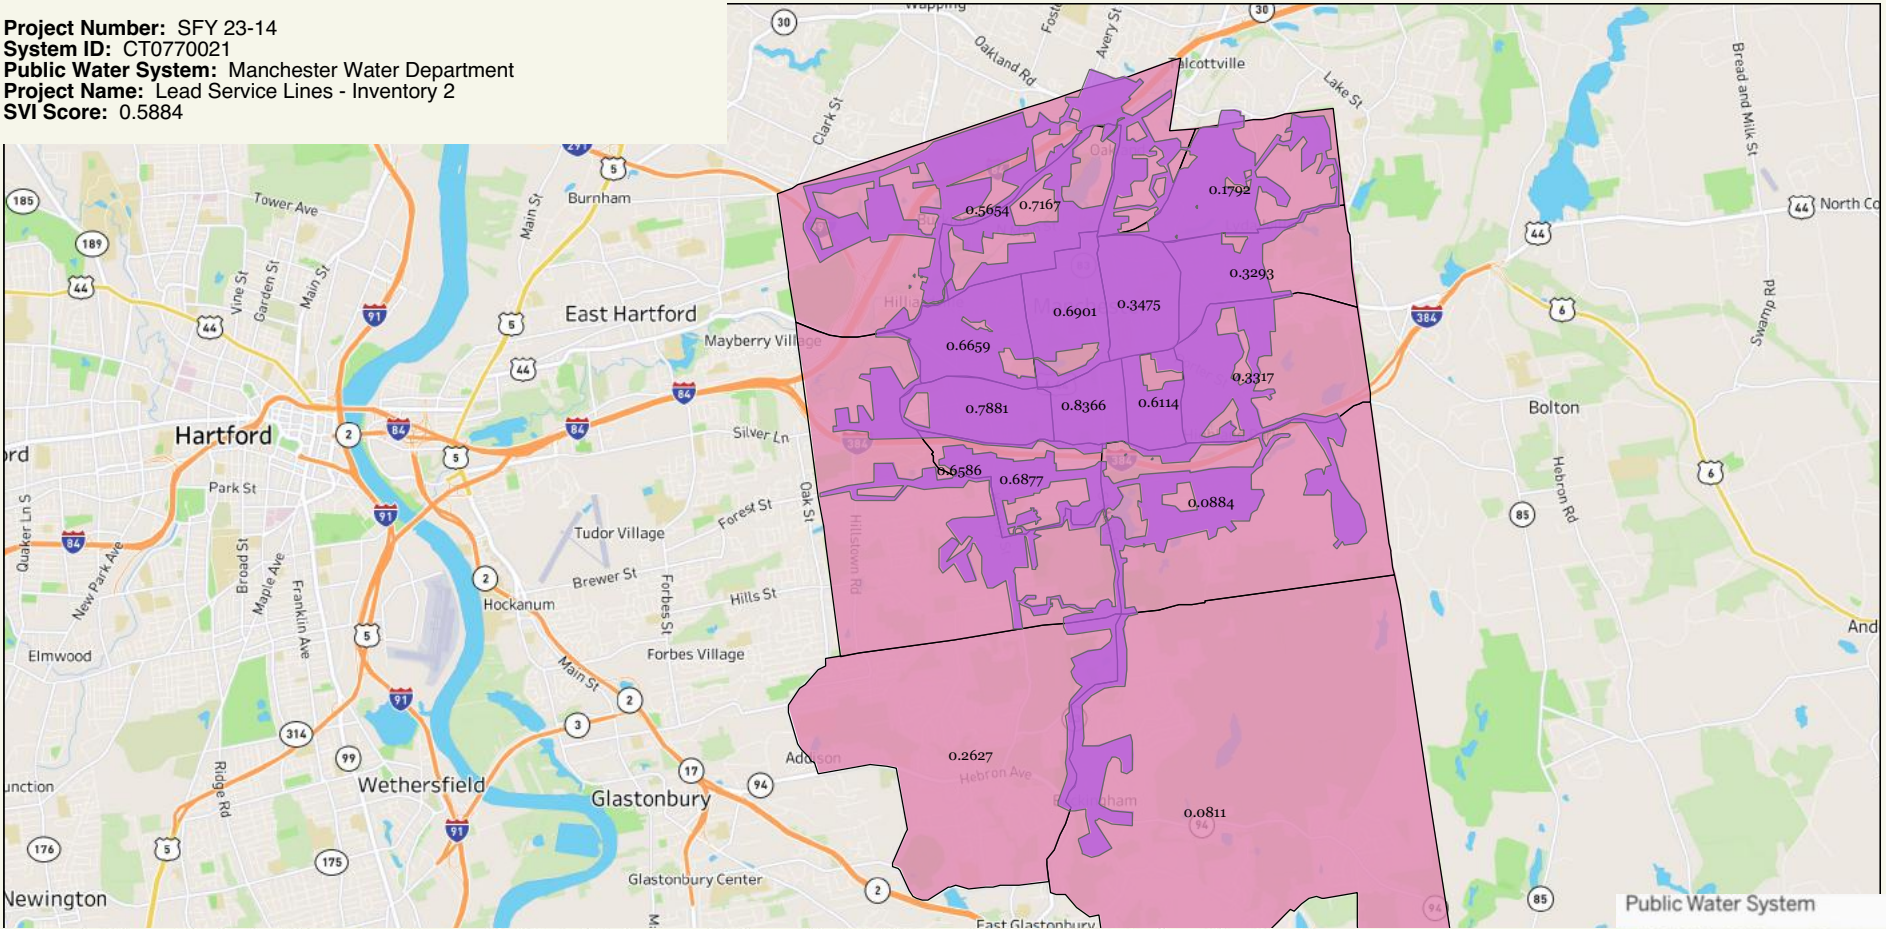 Project Number: SFY 23-14
System ID: CT0770021
Public Water System: Manchester Water Department
Project Name: Lead Service Lines - Inventory 2
SVI Score: 0.5884
30
30
Oakland Rd
Avery St
Talcottville
Lake St
Clark St
Bread and Milk St
291
5
185
Tower Ave
Main St
Burnham
0.1792
44
North Co
189
0.5654
0.7167
44
44
Vine St
Garden St
Main St
0.3293
91
44
5
East Hartford
0.6901
0.3475
384
6
Swamp Rd
Mayberry Village
0.6659
44
84
0.3317
0.7881
0.8366
0.6114
Bolton
Hartford
2
84
84
Silver Ln
384
384
ord
5
0.6586
0.6877
6
Park St
Oak St
Hebron Rd
0.0884
Quaker Ln S
91
Forest St
85
84
Tudor Village
Hillstown Rd
New Park Ave
Broad St
Maple Ave
Franklin Ave
2
Brewer St
Forbes St
Hills St
Hockanum
5
And
Elmwood
Forbes Village
Main St
91
2
3
314
99
0.2627
Addison
Hebron Ave
17
94
unction
Ridge Rd
Wethersfield
Glastonbury
0.0811
94
91
176
5
175
Glastonbury Center
2
Newington
85
94
Public Water System
East Glastonbury